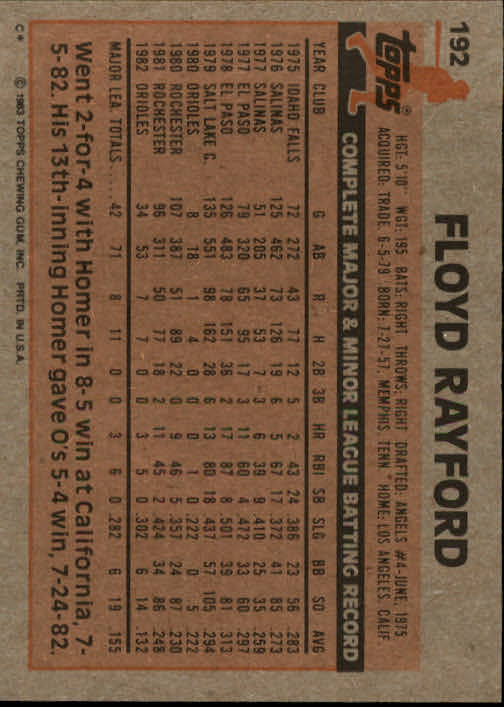 192
topps®
FLOYD RAYFORD
HGT: 5'10" WGT: 195 BATS: RIGHT THROWS: RIGHT DRAFTED: ANGELS #4-JUNE, 1975
ACQUIRED: TRADE, 6-5-79 BORN: 7-27-57, MEMPHIS, TENN HOME: LOS ANGELES, CALIF
COMPLETE MAJOR & MINOR LEAGUE BATTING RECORD
YEAR CLUB G AB R H 2B 3B HR RBI SB SLG BB SO AVG
1975 IDAHO FALLS 72 272 43 77 12 5 2 43 24 .386 23 56 .283
1976 SALINAS 125 462 73 126 19 6 5 67 17 .372 41 85 .273
1977 SALINAS 51 205 37 53 7 3 6 39 9 .410 25 35 .259
1977 EL PASO 79 320 65 95 17 3 11 60 4 .472 33 60 .297
1978 EL PASO 126 483 78 151 36 2 17 87 8 .501 39 81 .313
1979 SALT LAKE C. 135 551 98 162 28 6 13 80 18 .437 57 105 .294
1980 ORIOLES 8 18 1 4 0 0 0 1 0 .222 0 5 .222
1980 ROCHESTER 107 387 51 89 22 0 9 46 5 .357 24 87 .230
1981 ROCHESTER 96 311 50 77 18 2 11 45 2 .424 34 86 .248
1982 ORIOLES 34 53 7 7 0 0 3 5 0 .302 6 14 .132
MAJOR LEA. TOTALS..... 42 71 8 11 0 0 3 6 0 .282 6 19 .155
Went 2-for-4 with Homer in 8-5 win at California, 7-
5-82. His 13th-inning Homer gave O's 5-4 win, 7-24-82.
C* © 1983 TOPPS CHEWING GUM, INC. PRTD. IN U.S.A.